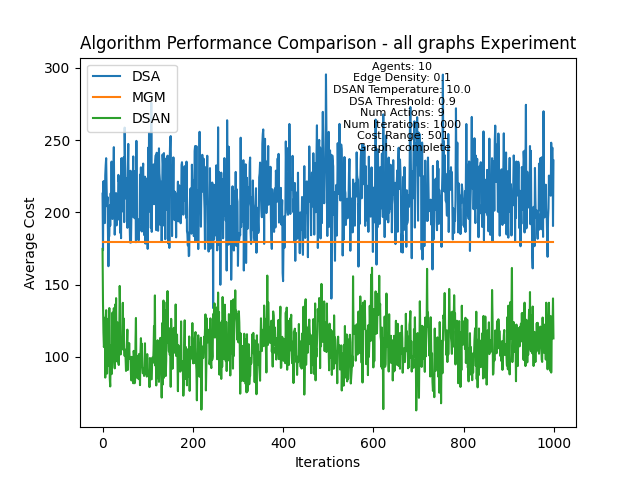 Algorithm Performance Comparison - all graphs Experiment
DSA
MGM
DSAN
Agents: 10
Edge Density: 0.1
DSAN Temperature: 10.0
DSA Threshold: 0.9
Num Actions: 9
Num Iterations: 1000
Cost Range: 501
Graph: complete
300
250
200
150
100
Average Cost
0
200
400
600
800
1000
Iterations